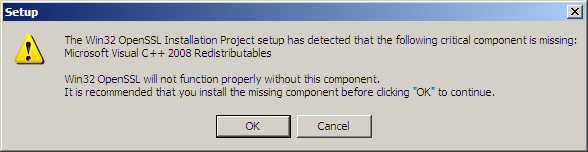 Setup
The Win32 OpenSSL Installation Project setup has detected that the following critical component is missing:
Microsoft Visual C++ 2008 Redistributables
Win32 OpenSSL will not function properly without this component.
It is recommended that you install the missing component before clicking "OK" to continue.
OK
Cancel